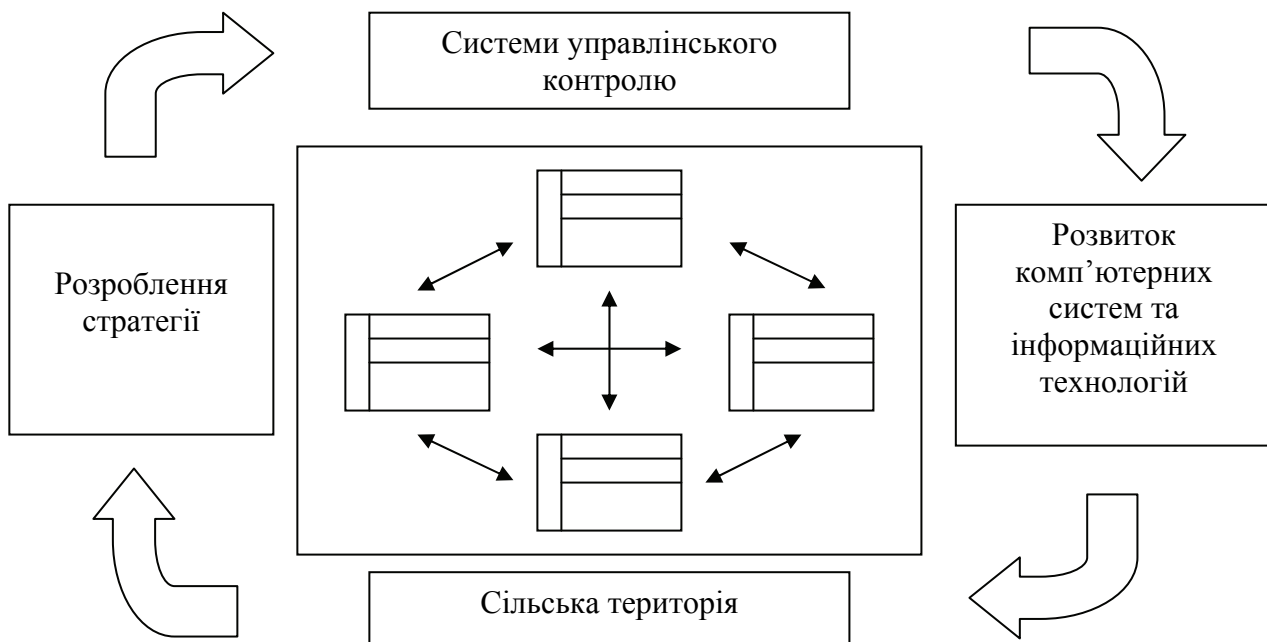 Системи управлінського
контролю
Розроблення
стратегії
Розвиток
комп’ютерних
систем та
інформаційних
технологій
Сільська територія